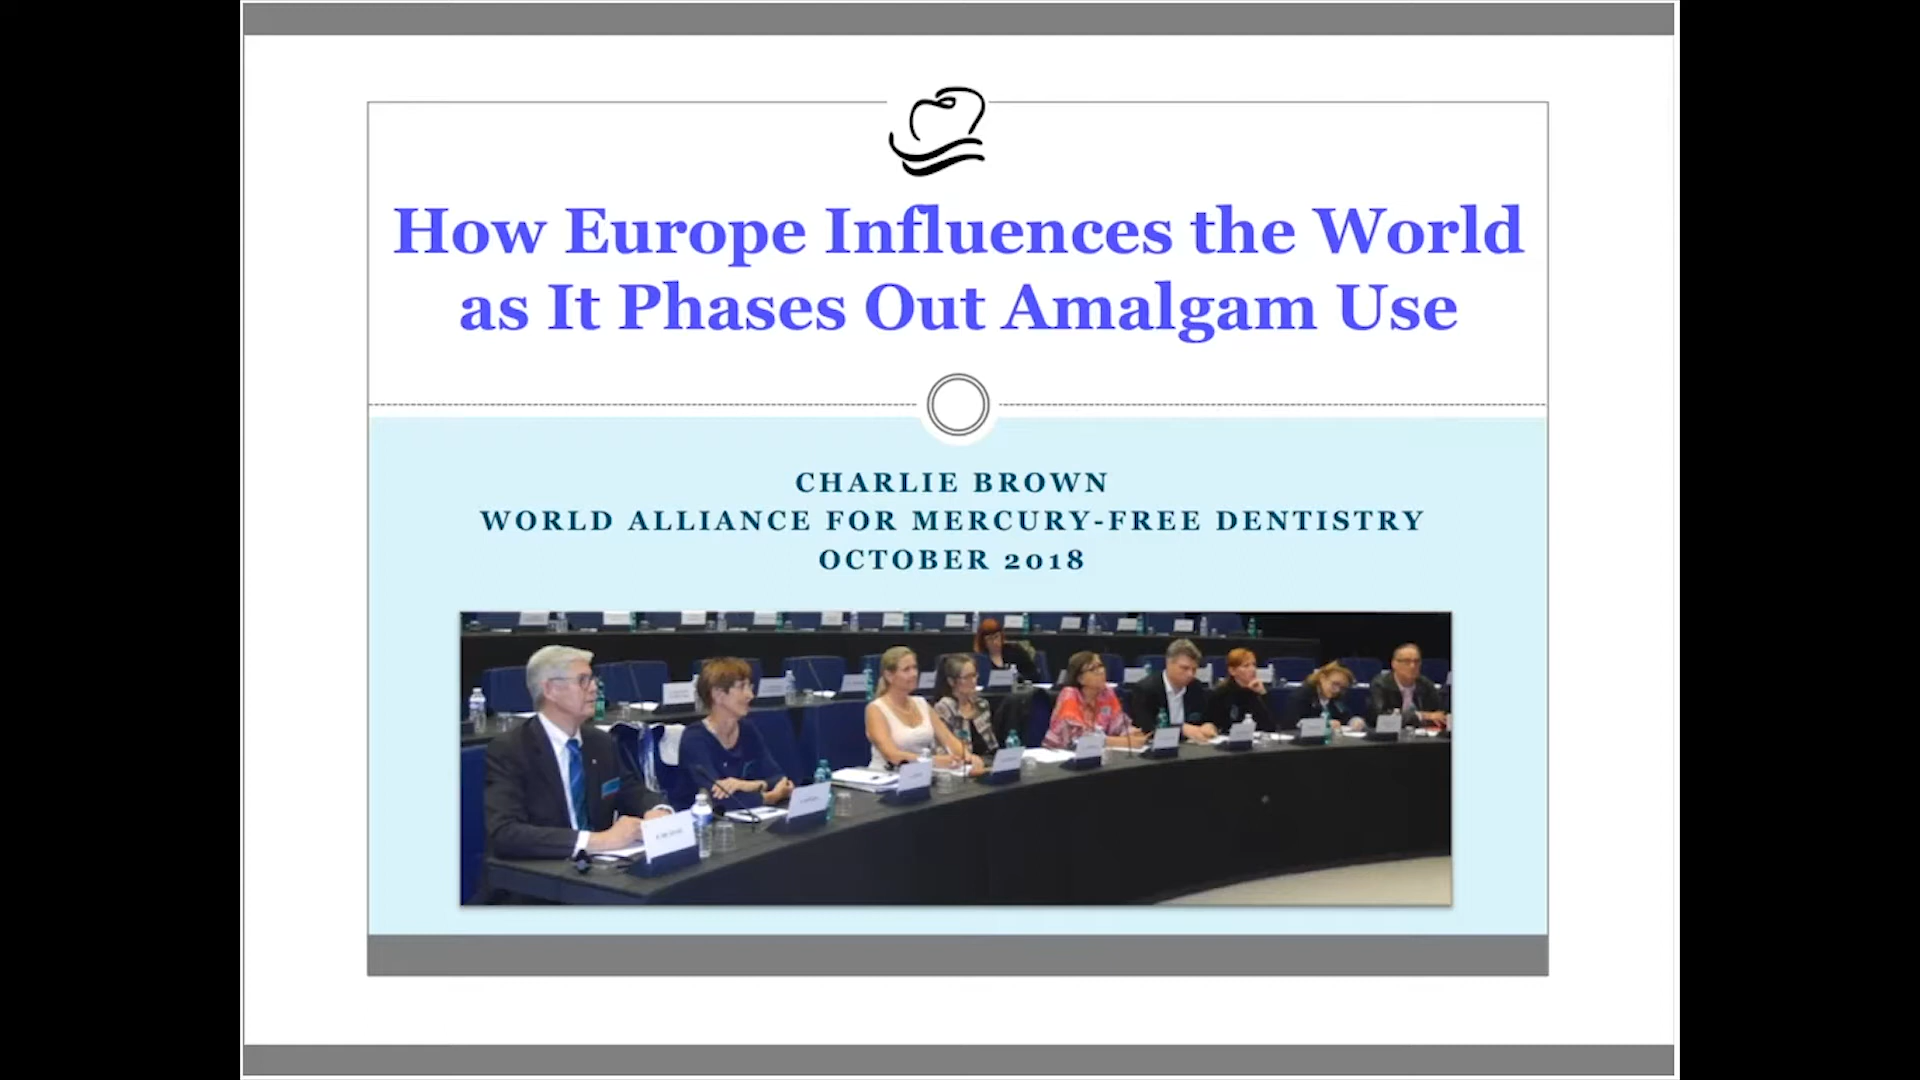 How Europe Influences the World
as It Phases Out Amalgam Use
CHARLIE BROWN
WORLD ALLIANCE FOR MERCURY-FREE DENTISTRY
OCTOBER 2018